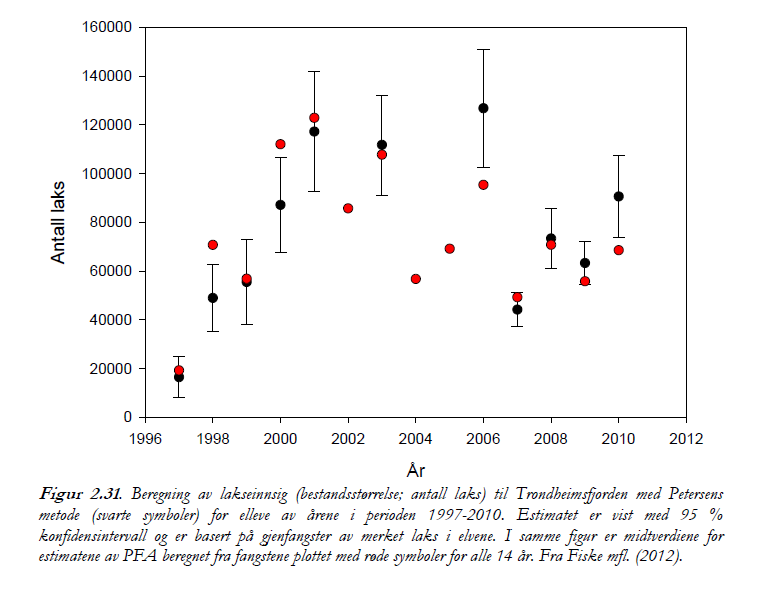 160000
140000
120000
100000
80000
60000
40000
20000
0
Antall laks
1996 1998 2000 2002 2004 2006 2008 2010 2012
År
Figur 2.31. Beregning av lakseinnsig (bestandsstørrelse; antall laks) til Trondheimsfjorden med Petersens
metode (svarte symboler) for elleve av årene i perioden 1997-2010. Estimatet er vist med 95 %
konfidensintervall og er basert på gjenfangster av merket laks i elvene. I samme figur er midtverdiene for
estimatene av PFA beregnet fra fangstene plottet med røde symboler for alle 14 år. Fra Fiske mfl. (2012).